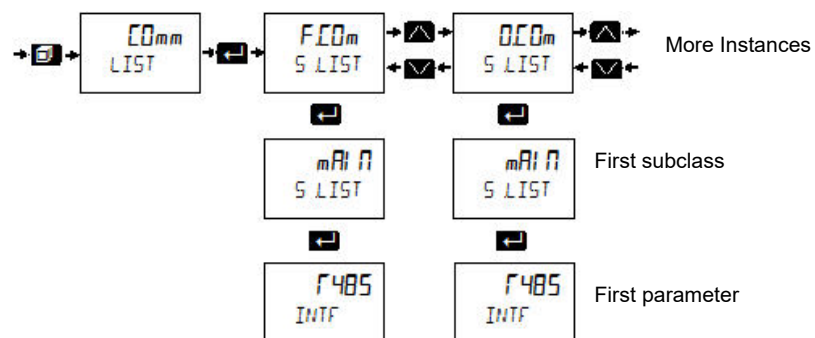 COmm
LIST
F.COm
S.LIST
O.COm
S.LIST
More Instances
mAIn
S.LIST
mAIn
S.LIST
First subclass
r485
INTF
r485
INTF
First parameter